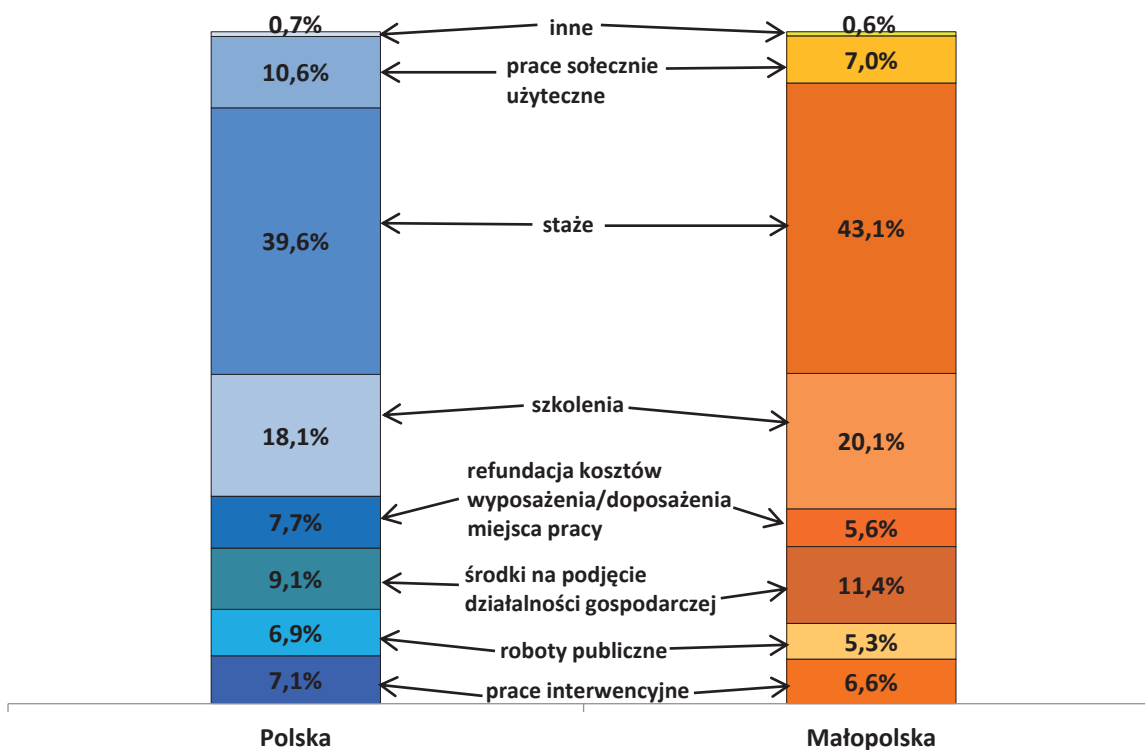 0,7%
inne
0,6%
10,6%
prace sołecznie
użyteczne
7,0%
39,6%
staże
43,1%
18,1%
szkolenia
20,1%
refundacja kosztów
wyposażenia/doposażenia
miejsca pracy
7,7%
5,6%
9,1%
środki na podjęcie
działalności gospodarczej
11,4%
6,9%
roboty publiczne
5,3%
7,1%
prace interwencyjne
6,6%
Polska
Małopolska